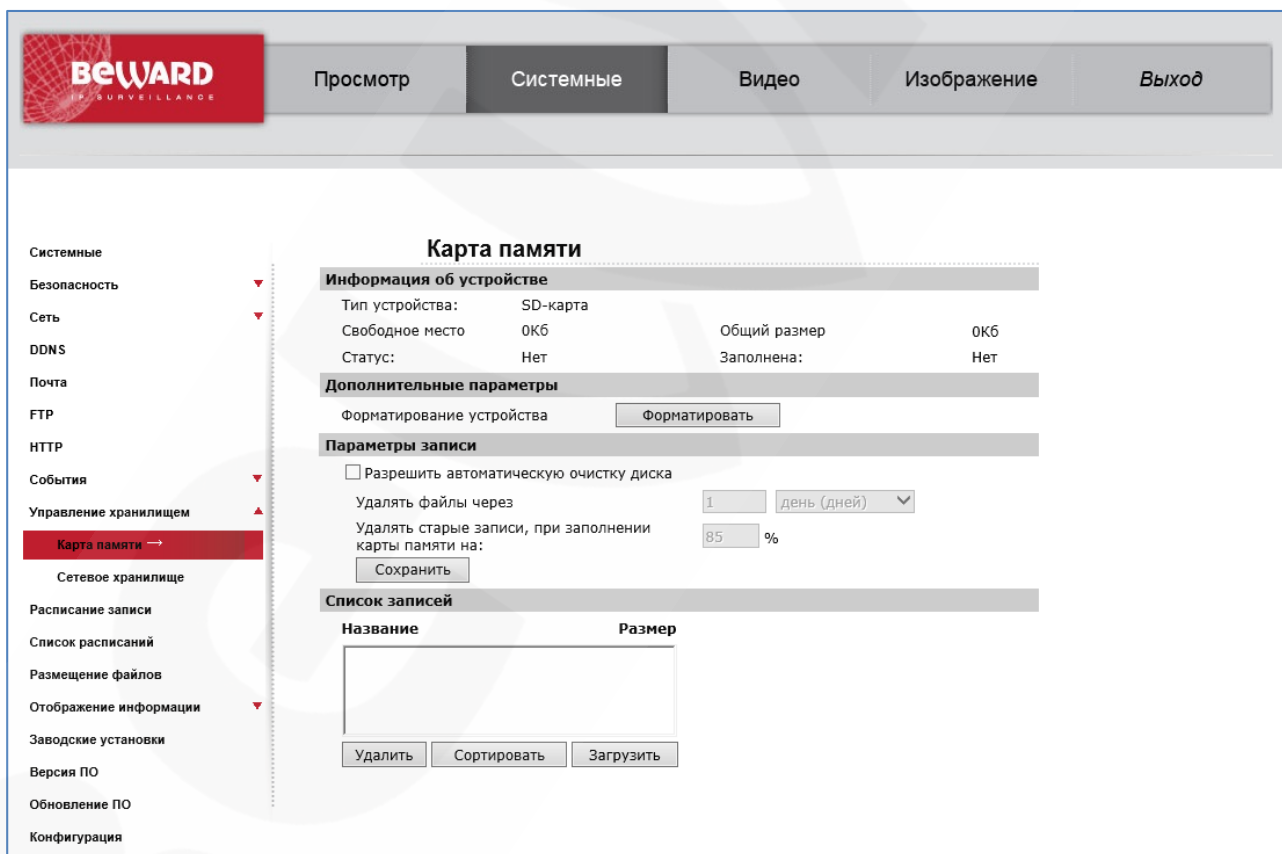 BEWARD
IP SURVEILLANCE
Просмотр Системные Видео Изображение Выход
Системные
Безопасность
Сеть
DDNS
Почта
FTP
HTTP
События
Управление хранилищем
Карта памяти →
Сетевое хранилище
Расписание записи
Список расписаний
Размещение файлов
Отображение информации
Заводские установки
Версия ПО
Обновление ПО
Конфигурация
Карта памяти
Информация об устройстве
Тип устройства: SD-карта
Свободное место 0Кб Общий размер 0Кб
Статус: Нет Заполнена: Нет
Дополнительные параметры
Форматирование устройства Форматировать
Параметры записи
Разрешить автоматическую очистку диска
Удалять файлы через 1 день (дней)
Удалять старые записи, при заполнении
карты памяти на: 85 %
Сохранить
Список записей
Название Размер
Удалить Сортировать Загрузить